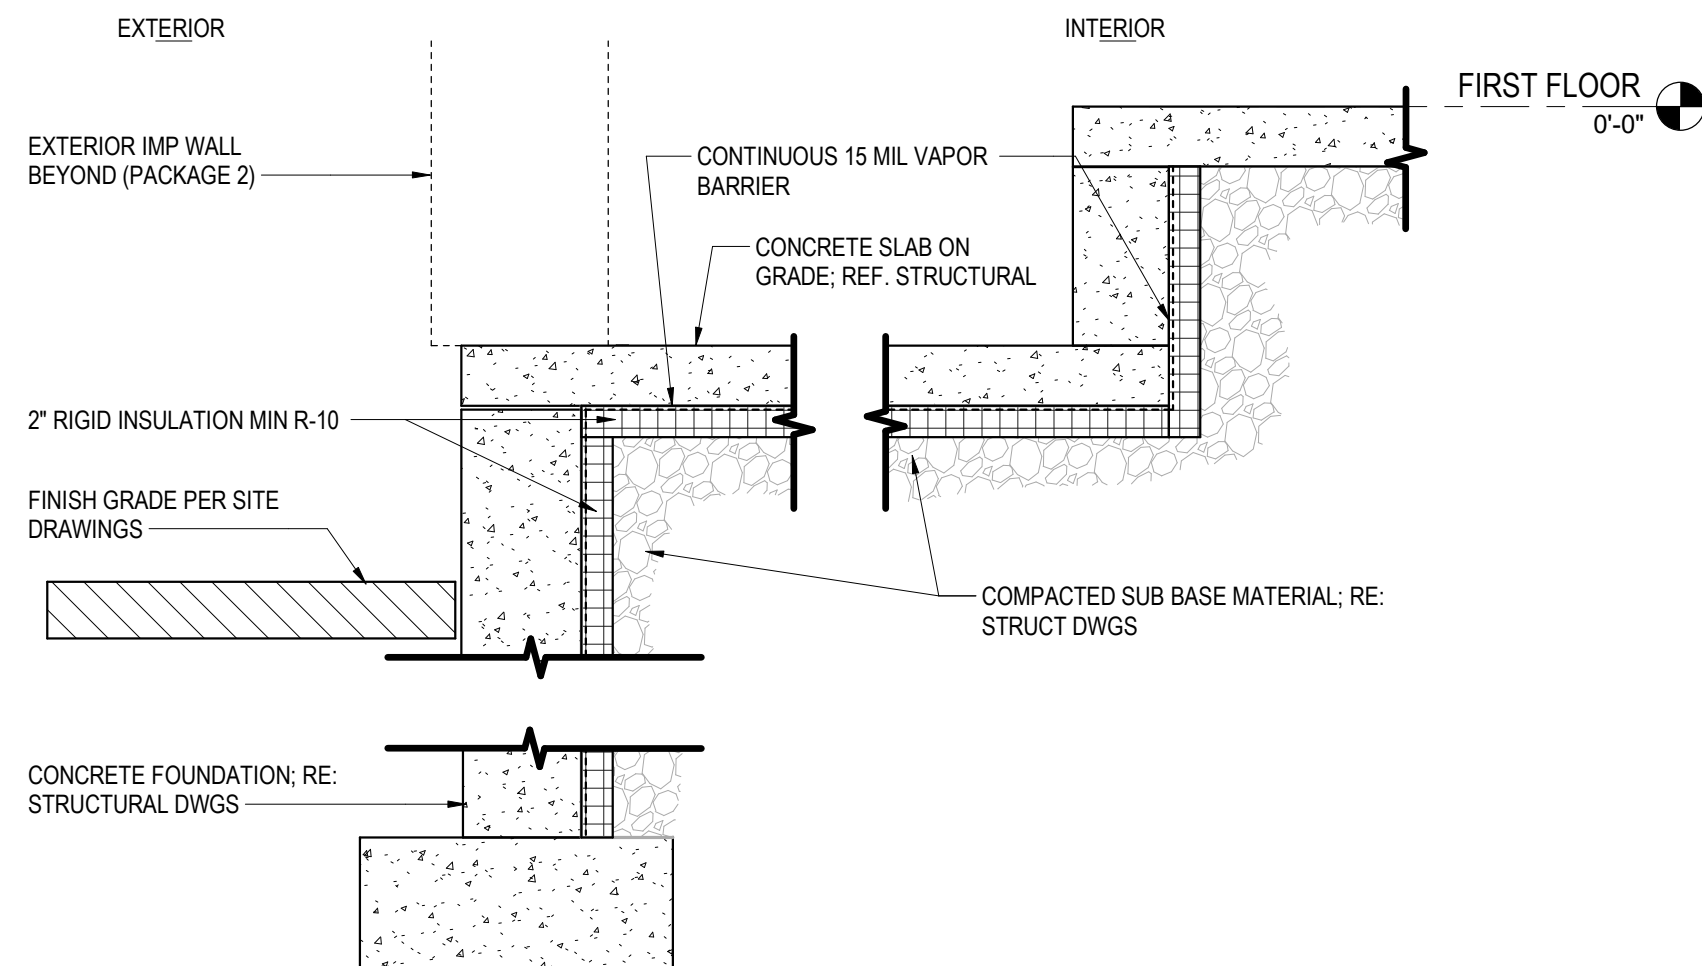 EXTERIOR
INTERIOR
FIRST FLOOR
0'-0"
EXTERIOR IMP WALL
BEYOND (PACKAGE 2)
CONTINUOUS 15 MIL VAPOR
BARRIER
CONCRETE SLAB ON
GRADE; REF. STRUCTURAL
2" RIGID INSULATION MIN R-10
FINISH GRADE PER SITE
DRAWINGS
COMPACTED SUB BASE MATERIAL; RE:
STRUCT DWGS
CONCRETE FOUNDATION; RE:
STRUCTURAL DWGS